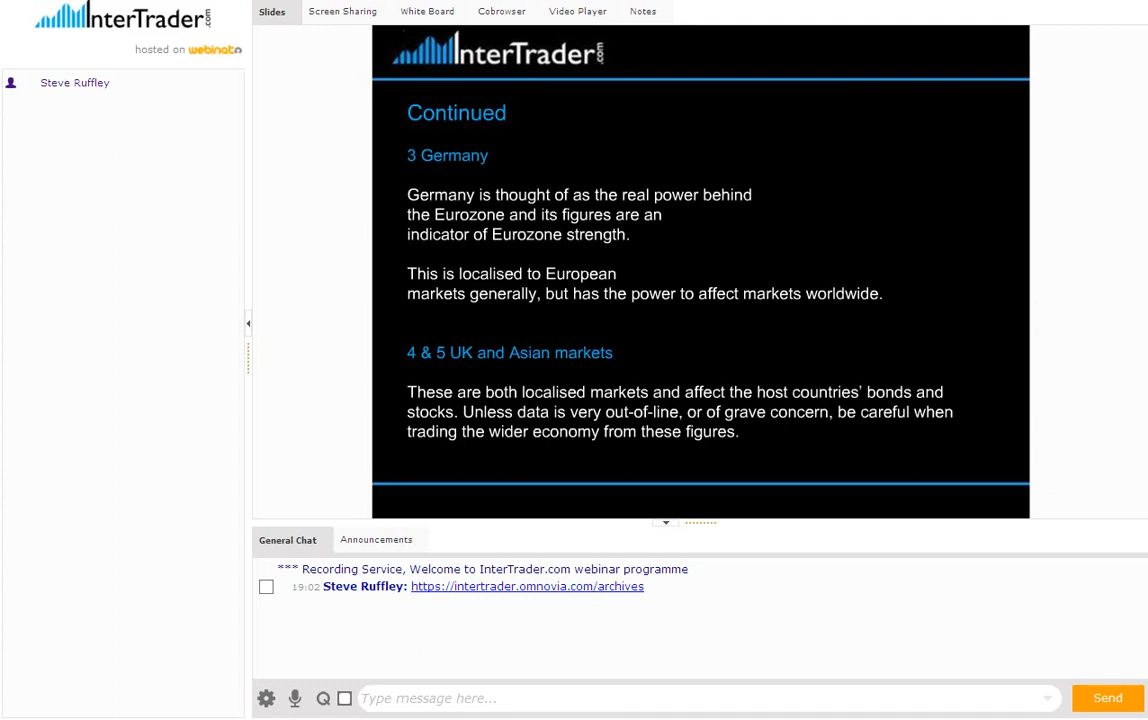 InterTrader.com
hosted on webinato
Steve Ruffley
Slides
Screen Sharing
White Board
Cobrowser
Video Player
Notes
InterTrader.com
Continued
3 Germany
Germany is thought of as the real power behind
the Eurozone and its figures are an
indicator of Eurozone strength.
This is localised to European
markets generally, but has the power to affect markets worldwide.
4 & 5 UK and Asian markets
These are both localised markets and affect the host countries’ bonds and
stocks. Unless data is very out-of-line, or of grave concern, be careful when
trading the wider economy from these figures.
General Chat
Announcements
*** Recording Service, Welcome to InterTrader.com webinar programme
19:02 Steve Ruffley: https://intertrader.omnovia.com/archives
Q
Type message here...
Send